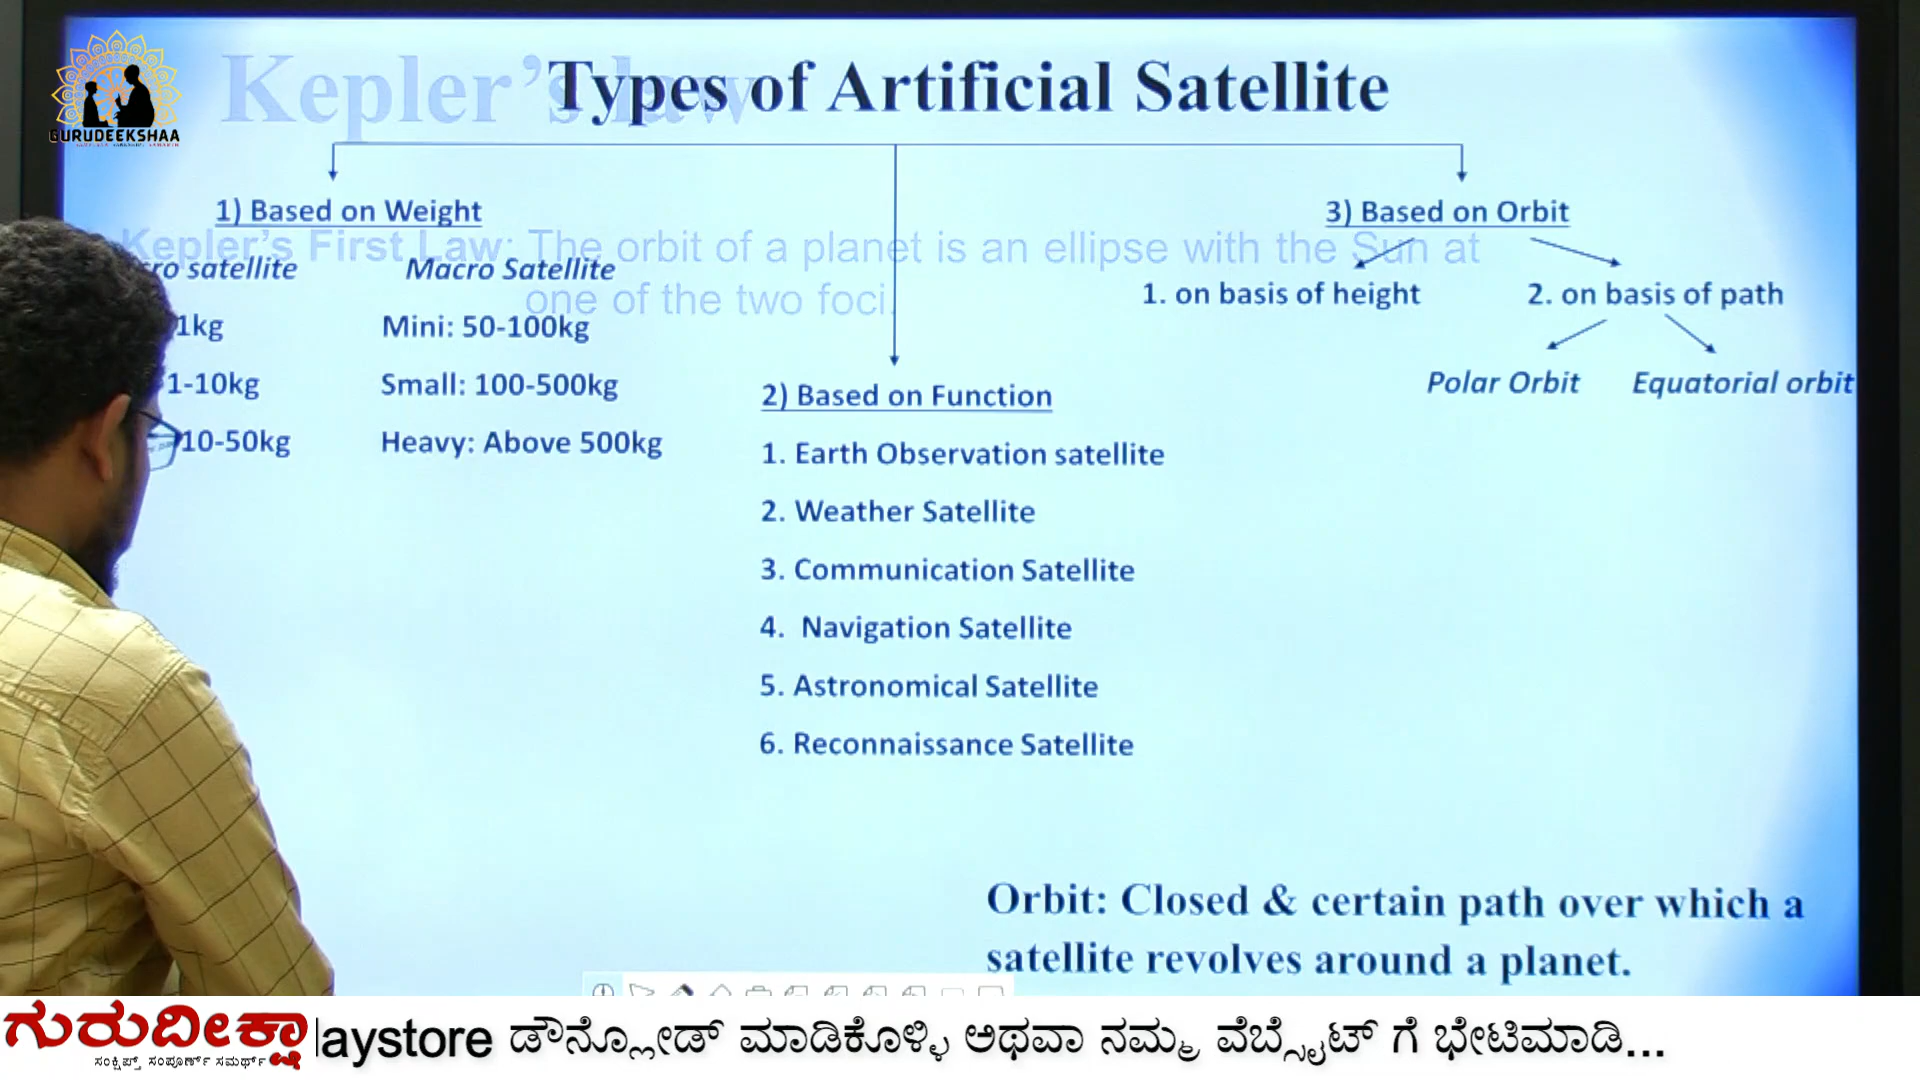 GURUDEEKSHAA
Kepler's law
Types of Artificial Satellite
1) Based on Weight
3) Based on Orbit
Kepler's First Law: The orbit of a planet is an ellipse with the Sun at
one of the two foci.
ro satellite
Macro Satellite
1. on basis of height
2. on basis of path
1kg
Mini: 50-100kg
1-10kg
Small: 100-500kg
2) Based on Function
Polar Orbit
Equatorial orbit
10-50kg
Heavy: Above 500kg
1. Earth Observation satellite
2. Weather Satellite
3. Communication Satellite
4. Navigation Satellite
5. Astronomical Satellite
6. Reconnaissance Satellite
Orbit: Closed & certain path over which a
satellite revolves around a planet.
ಗುರುದೀಕ್ಷಾ
ಸಂಕ್ಷಿಪ್ತ ಸಂಪೂರ್ಣ ಸಮರ್ಥ
laystore ಡೌನ್ಲೋಡ್ ಮಾಡಿಕೊಳ್ಳಿ ಅಥವಾ ನಮ್ಮ ವೆಬ್ಸೈಟ್ ಗೆ ಭೇಟಿಮಾಡಿ...